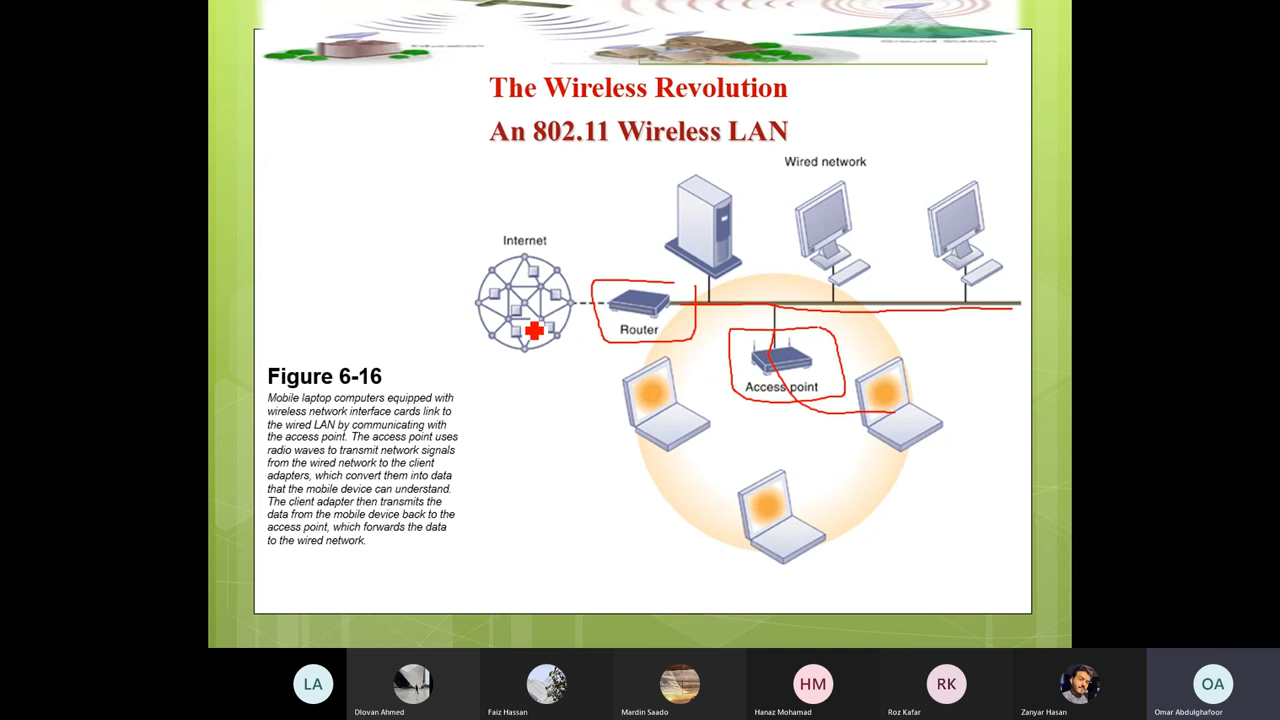 Education
Ground Station
The Wireless Revolution
An 802.11 Wireless LAN
Wired network
Internet
Router
Access point
Figure 6-16
Mobile laptop computers equipped with
wireless network interface cards link to
the wired LAN by communicating with
the access point. The access point uses
radio waves to transmit network signals
from the wired network to the client
adapters, which convert them into data
that the mobile device can understand.
The client adapter then transmits the
data from the mobile device back to the
access point, which forwards the data
to the wired network.
LA
HM
RK
OA
Dlovan Ahmed
Faiz Hassan
Mardin Saado
Hanaz Mohamad
Roz Kafar
Zanyar Hasan
Omar Abdulghafoor